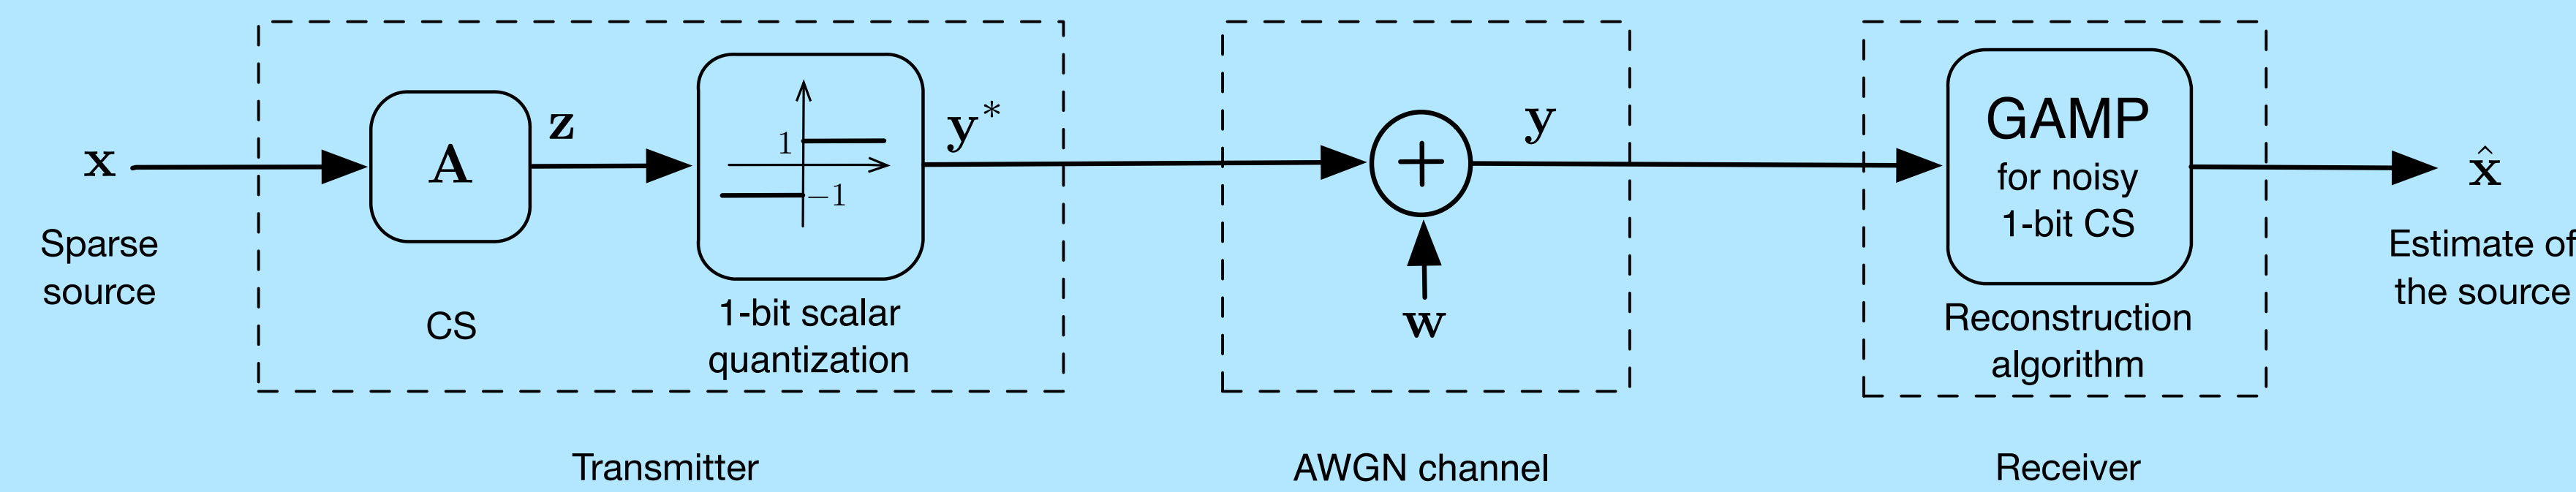 x
Sparse
source
A
CS
z
1
−1
1-bit scalar
quantization
y*
Transmitter
+
w
y
AWGN channel
GAMP
for noisy
1-bit CS
Reconstruction
algorithm
Receiver
x̂
Estimate of
the source